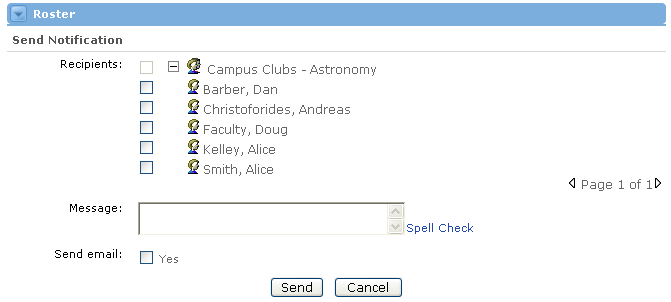 Roster
Send Notification
Recipients: Campus Clubs - Astronomy
Barber, Dan
Christoforides, Andreas
Faculty, Doug
Kelley, Alice
Smith, Alice
Page 1 of 1
Message:
Spell Check
Send email: Yes
Send Cancel